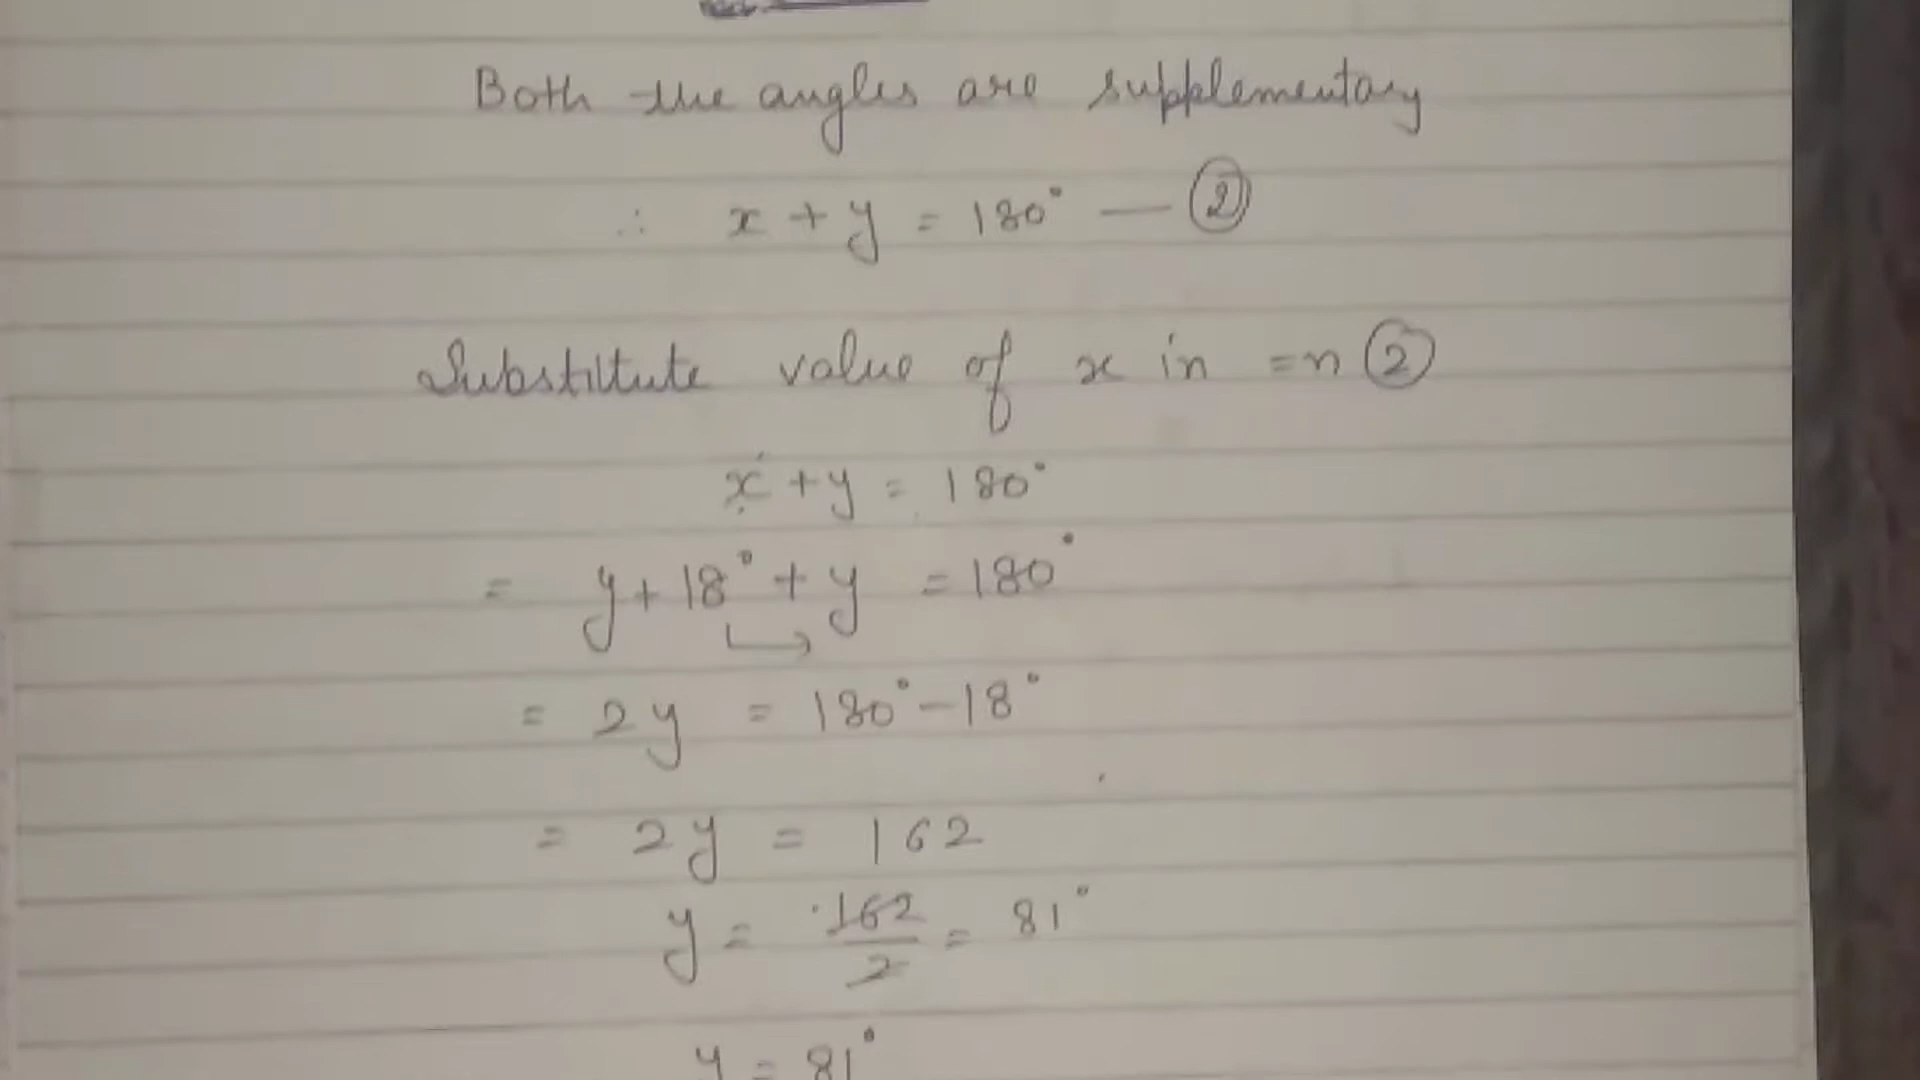 Both the angles are supplementary
∴ x + y = 180° — ②
Substitute value of x in =n ②
x + y = 180°
= y + 18° + y = 180°
= 2y = 180° - 18°
= 2y = 162
y = 162/2 = 81°
y = 81°